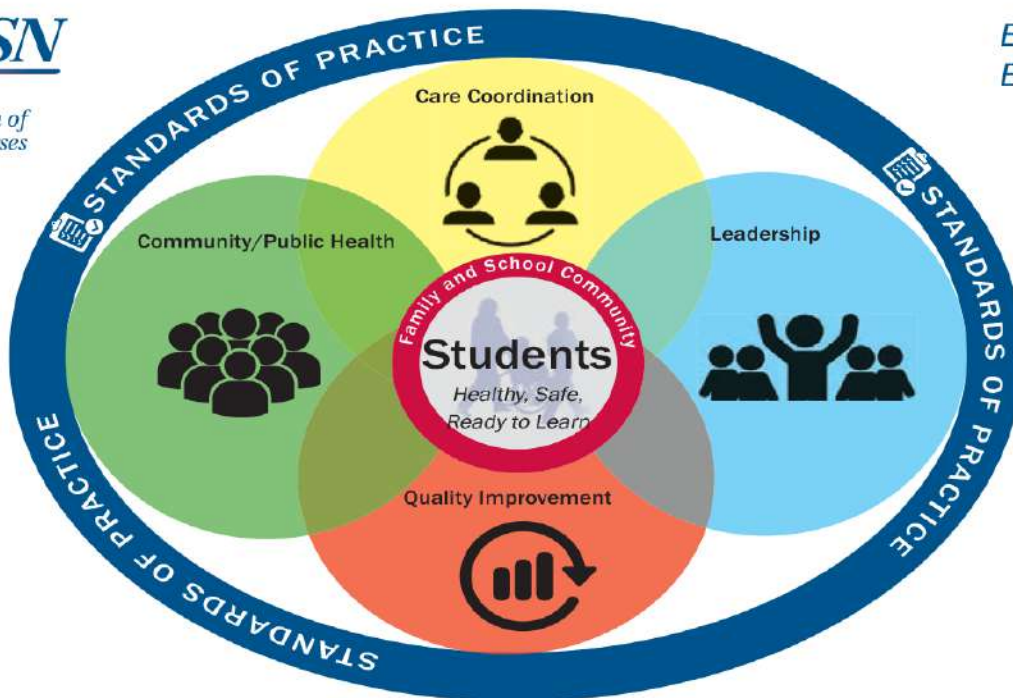 SN
of
ses
E
E
STANDARDS OF PRACTICE
STANDARDS OF PRACTICE
STANDARDS OF PRACTICE
Care Coordination
Community/Public Health
Leadership
Family and School Community
Students
Healthy, Safe,
Ready to Learn
Quality Improvement